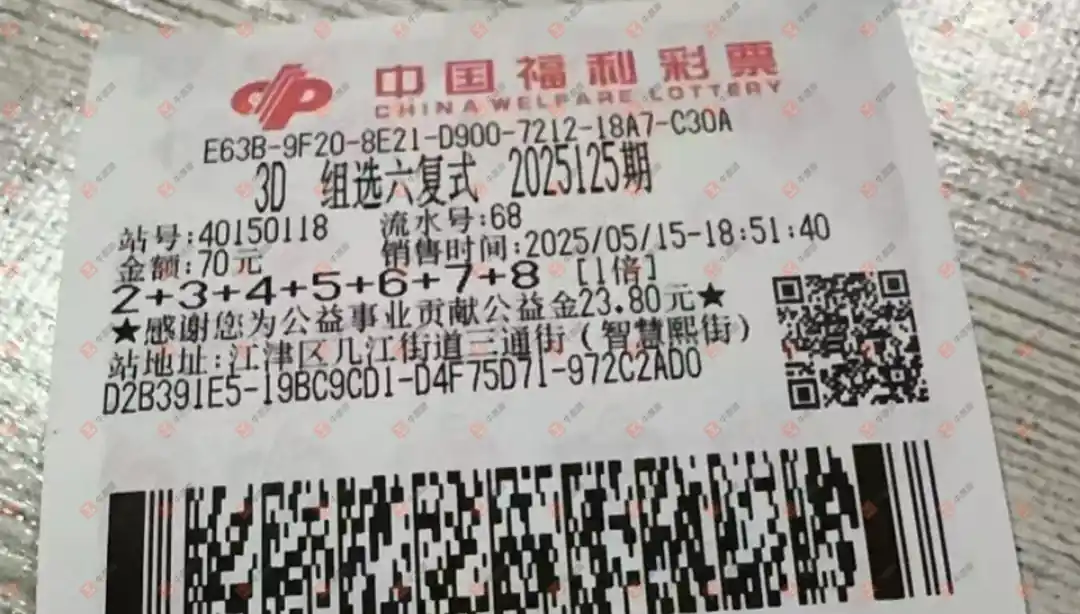 中国福利彩票
CHINA WELFARE LOTTERY
E63B-9F20-8E21-D900-7212-18A7-C30A
3D 组选六复式 2025125期
站号:40150118 流水号:68
金额:70元 销售时间:2025/05/15-18:51:40
2+3+4+5+6+7+8 [1倍]
★感谢您为公益事业贡献公益金23.80元★
站地址:江津区几江街道三通街(智慧熙街)
D2B391E5-19BC9CD1-D4F75D71-972C2AD0